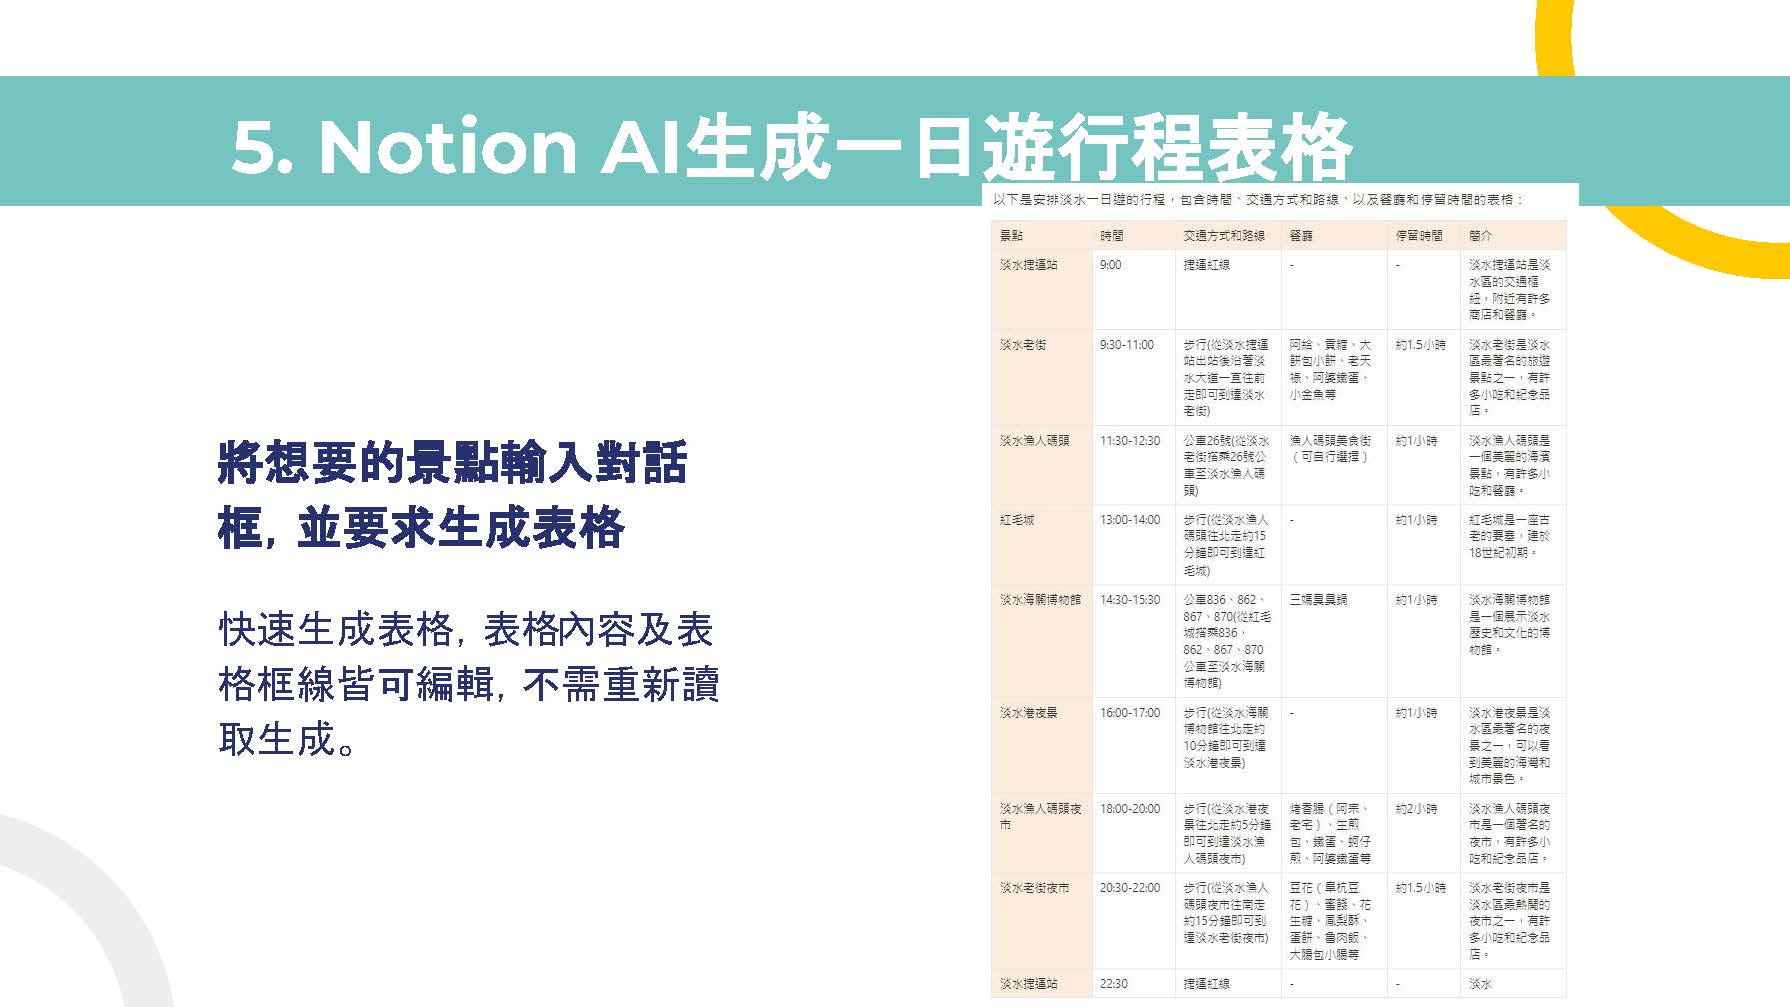 5. Notion AI生成一日遊行程表格
將想要的景點輸入對話
框, 並要求生成表格
快速生成表格, 表格內容及表
格框線皆可編輯, 不需重新讀
取生成。
以下是安排淡水一日遊的行程，包含時間、交通方式和路線、以及餐廳和停留時間的表格：
景點 時間 交通方式和路線 餐廳 停留時間 簡介
淡水捷運站 9:00 捷運紅線 - - 淡水捷運站是淡
水區的交通樞
紐，附近有許多
商店和餐廳。
淡水老街 9:30-11:00 步行(從淡水捷運 阿給、貢糖、大 約1.5小時 淡水老街是淡水
站出站後沿著淡 餅包小餅、老天 區最著名的旅遊
水大道一直往前 祿、阿婆鐵蛋、 景點之一，有許
走即可到達淡水 小金魚等 多小吃和紀念品
老街) 店。
淡水漁人碼頭 11:30-12:30 公車26號(從淡水 漁人碼頭美食街 約1小時 淡水漁人碼頭是
老街搭乘26號公 （可自行選擇） 一個美麗的海濱
車至淡水漁人碼 景點，有許多小
頭) 吃和餐廳。
紅毛城 13:00-14:00 步行(從淡水漁人 - 約1小時 紅毛城是一座古
碼頭往北走約15 老的要塞，建於
分鐘即可到達紅 18世紀初期。
毛城)
淡水海關博物館 14:30-15:30 公車836、862、 三媽臭臭鍋 約1小時 淡水海關博物館
867、870(從紅毛 是一個展示淡水
城搭乘836、 歷史和文化的博
862、867、870 物館。
公車至淡水海關
博物館)
淡水港夜景 16:00-17:00 步行(從淡水海關 - 約1小時 淡水港夜景是淡
博物館往北走約 水區最著名的夜
10分鐘即可到達 景之一，可以看
淡水港夜景) 到美麗的海灣和
城市景色。
淡水漁人碼頭夜 18:00-20:00 步行(從淡水港夜 烤香腸（阿宗、 約2小時 淡水漁人碼頭夜
市 景往北走約5分鐘 老宅）、生煎 市是一個著名的
即可到達淡水漁 包、鐵蛋、蚵仔 夜市，有許多小
人碼頭夜市) 煎、阿婆鐵蛋等 吃和紀念品店。
淡水老街夜市 20:30-22:00 步行(從淡水漁人 豆花（阜杭豆 約1.5小時 淡水老街夜市是
碼頭夜市往南走 花）、蜜餞、花 淡水區最熱鬧的
約15分鐘即可到 生糖、鳳梨酥、 夜市之一，有許
達淡水老街夜市) 蛋餅、魯肉飯、 多小吃和紀念品
大腸包小腸等 店。
淡水捷運站 22:30 捷運紅線 - - 淡水